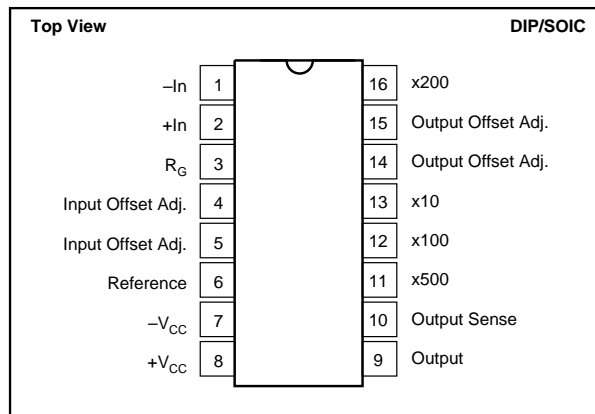 Top View DIP/SOIC
–In 1 16 x200
+In 2 15 Output Offset Adj.
RG 3 14 Output Offset Adj.
Input Offset Adj. 4 13 x10
Input Offset Adj. 5 12 x100
Reference 6 11 x500
–VCC 7 10 Output Sense
+VCC 8 9 Output